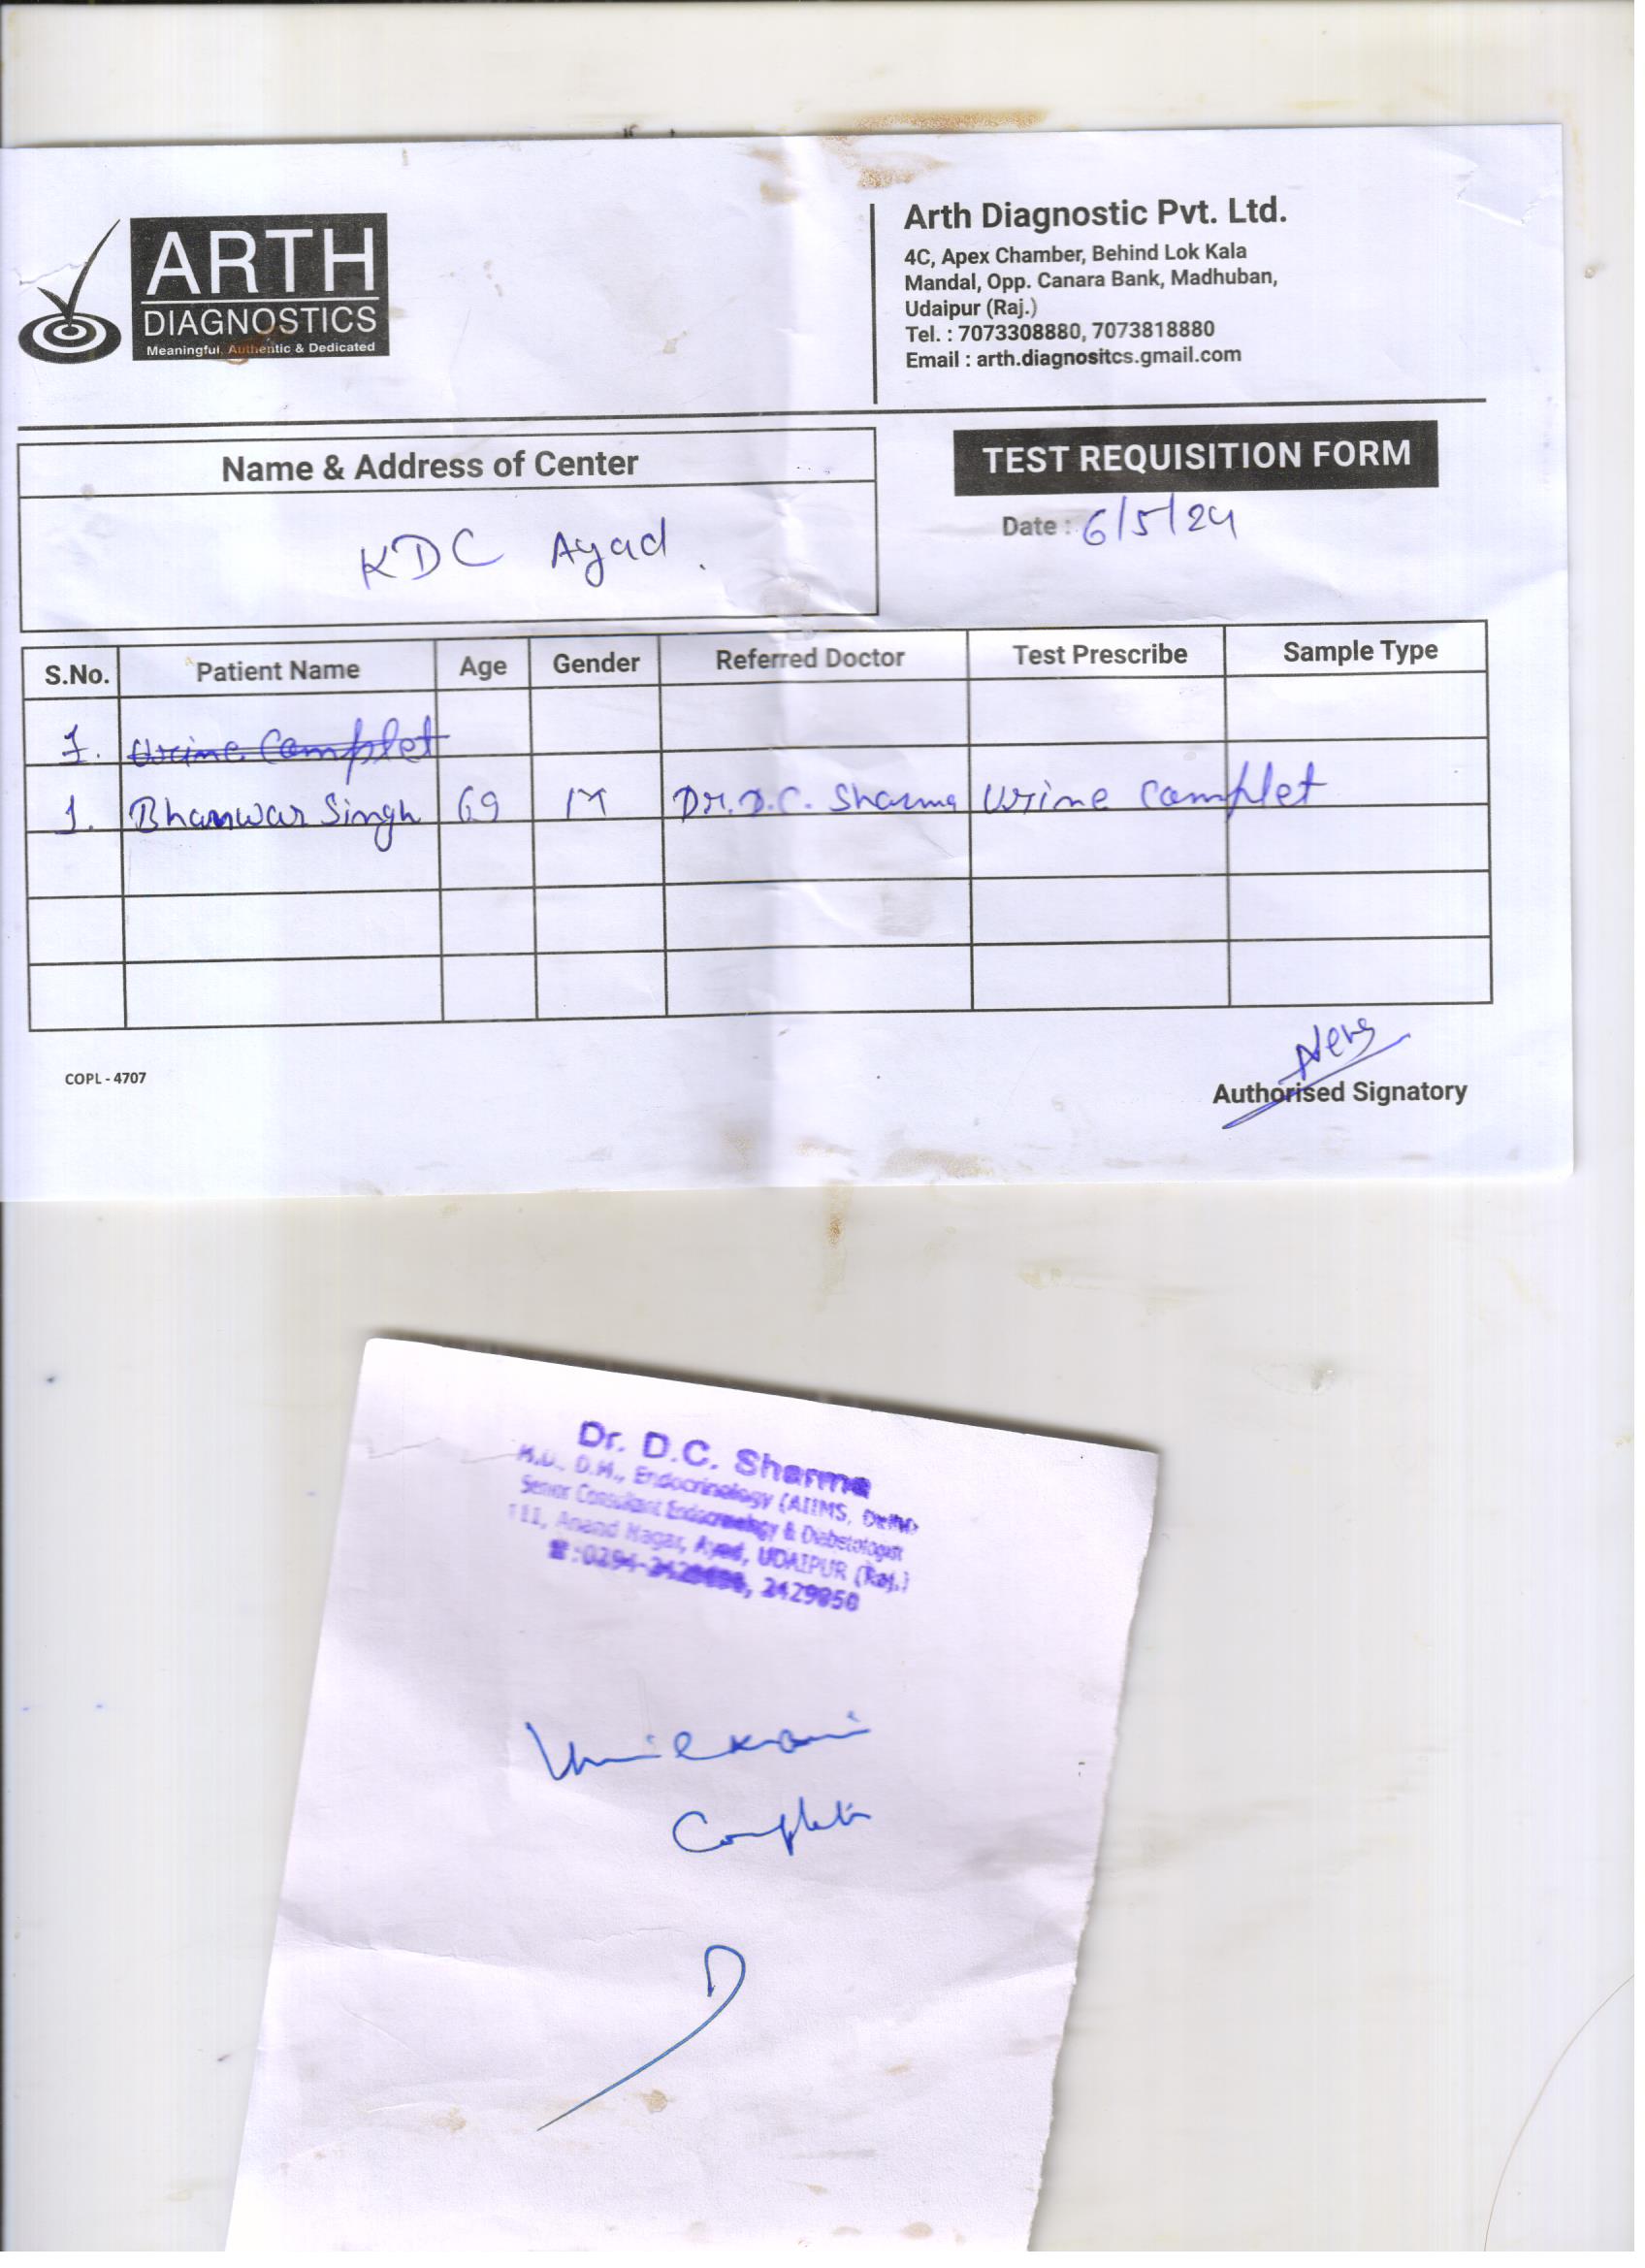 ARTH
DIAGNOSTICS
Meaningful, Authentic & Dedicated
Arth Diagnostic Pvt. Ltd.
4C, Apex Chamber, Behind Lok Kala
Mandal, Opp. Canara Bank, Madhuban,
Udaipur (Raj.)
Tel. : 7073308880, 7073818880
Email : arth.diagnositcs.gmail.com
Name & Address of Center
TEST REQUISITION FORM
KDC Ayad.
Date : 6/5/24
S.No. Patient Name Age Gender Referred Doctor Test Prescribe Sample Type
1. Urine Complet
1. Bhanwar Singh 69 M Dr. D.C. Sharma Urine Complet
COPL - 4707
Authorised Signatory
Dr. D.C. Sharma
M.D., D.M., Endocrinology (AIIMS, Delhi)
Senior Consultant Endocrinology & Diabetologist
111, Anand Nagar, Ayad, UDAIPUR (Raj.)
☎:0294- 2429950
Complete